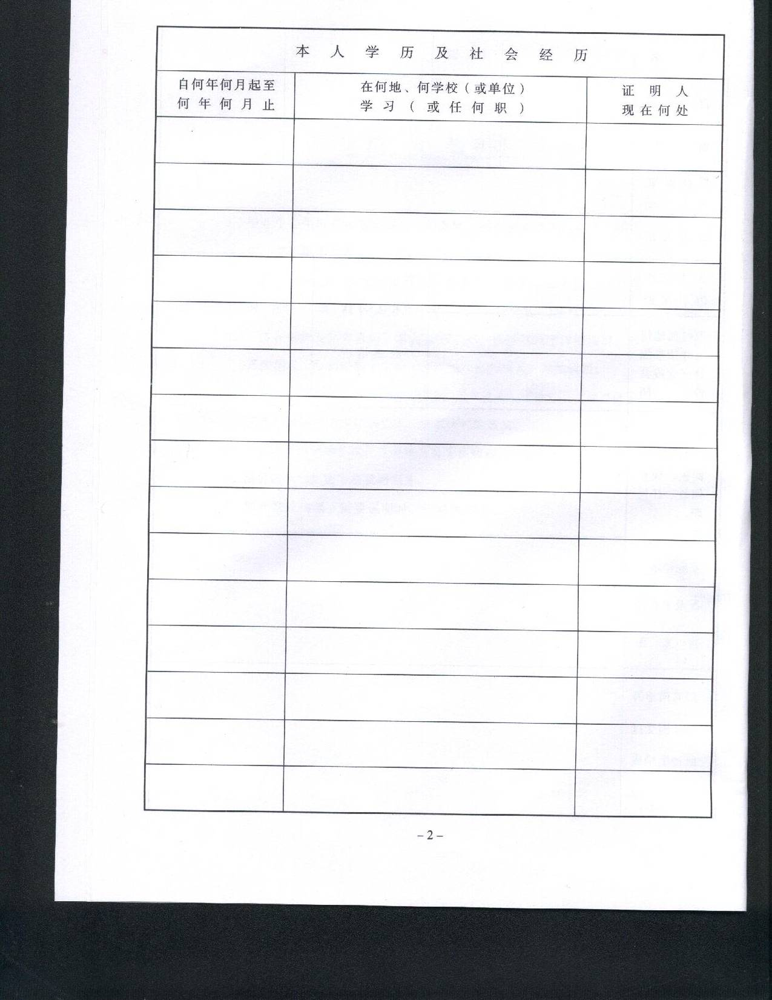 本人学历及社会经历
自何年何月起至
何年何月止
在何地、何学校（或单位）
学习（或任何职）
证明人
现在何处
–2–